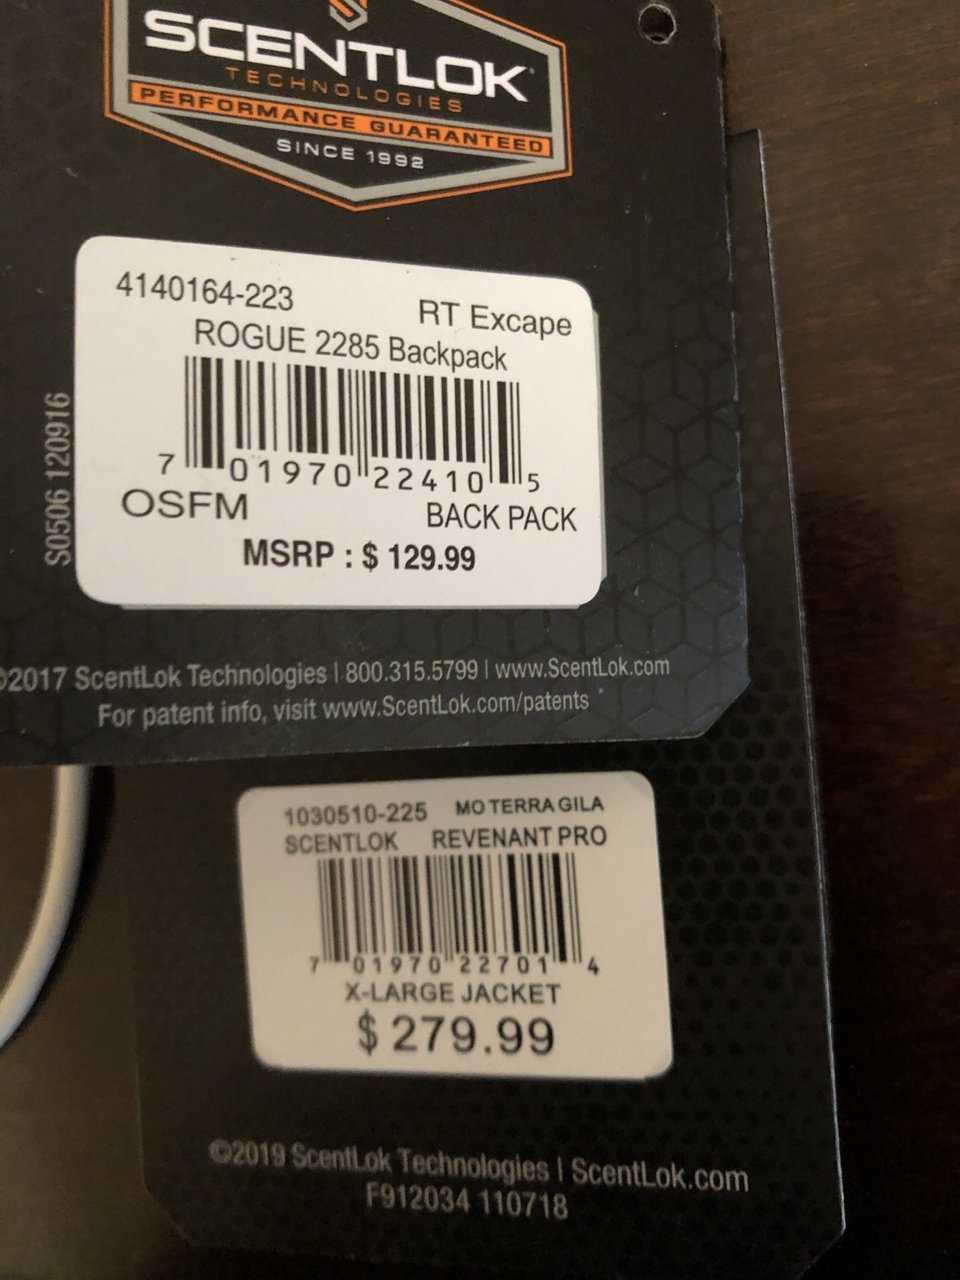 SCENTLOK
TECHNOLOGIES
PERFORMANCE GUARANTEED
SINCE 1992
4140164-223
RT Excape
ROGUE 2285 Backpack
7 01970 22410 5
OSFM
BACK PACK
MSRP : $ 129.99
S0506 120916
©2017 ScentLok Technologies | 800.315.5799 | www.ScentLok.com
For patent info, visit www.ScentLok.com/patents
1030510-225 MO TERRA GILA
SCENTLOK REVENANT PRO
7 01970 22701 4
X-LARGE JACKET
$ 279.99
©2019 ScentLok Technologies | ScentLok.com
F912034 110718